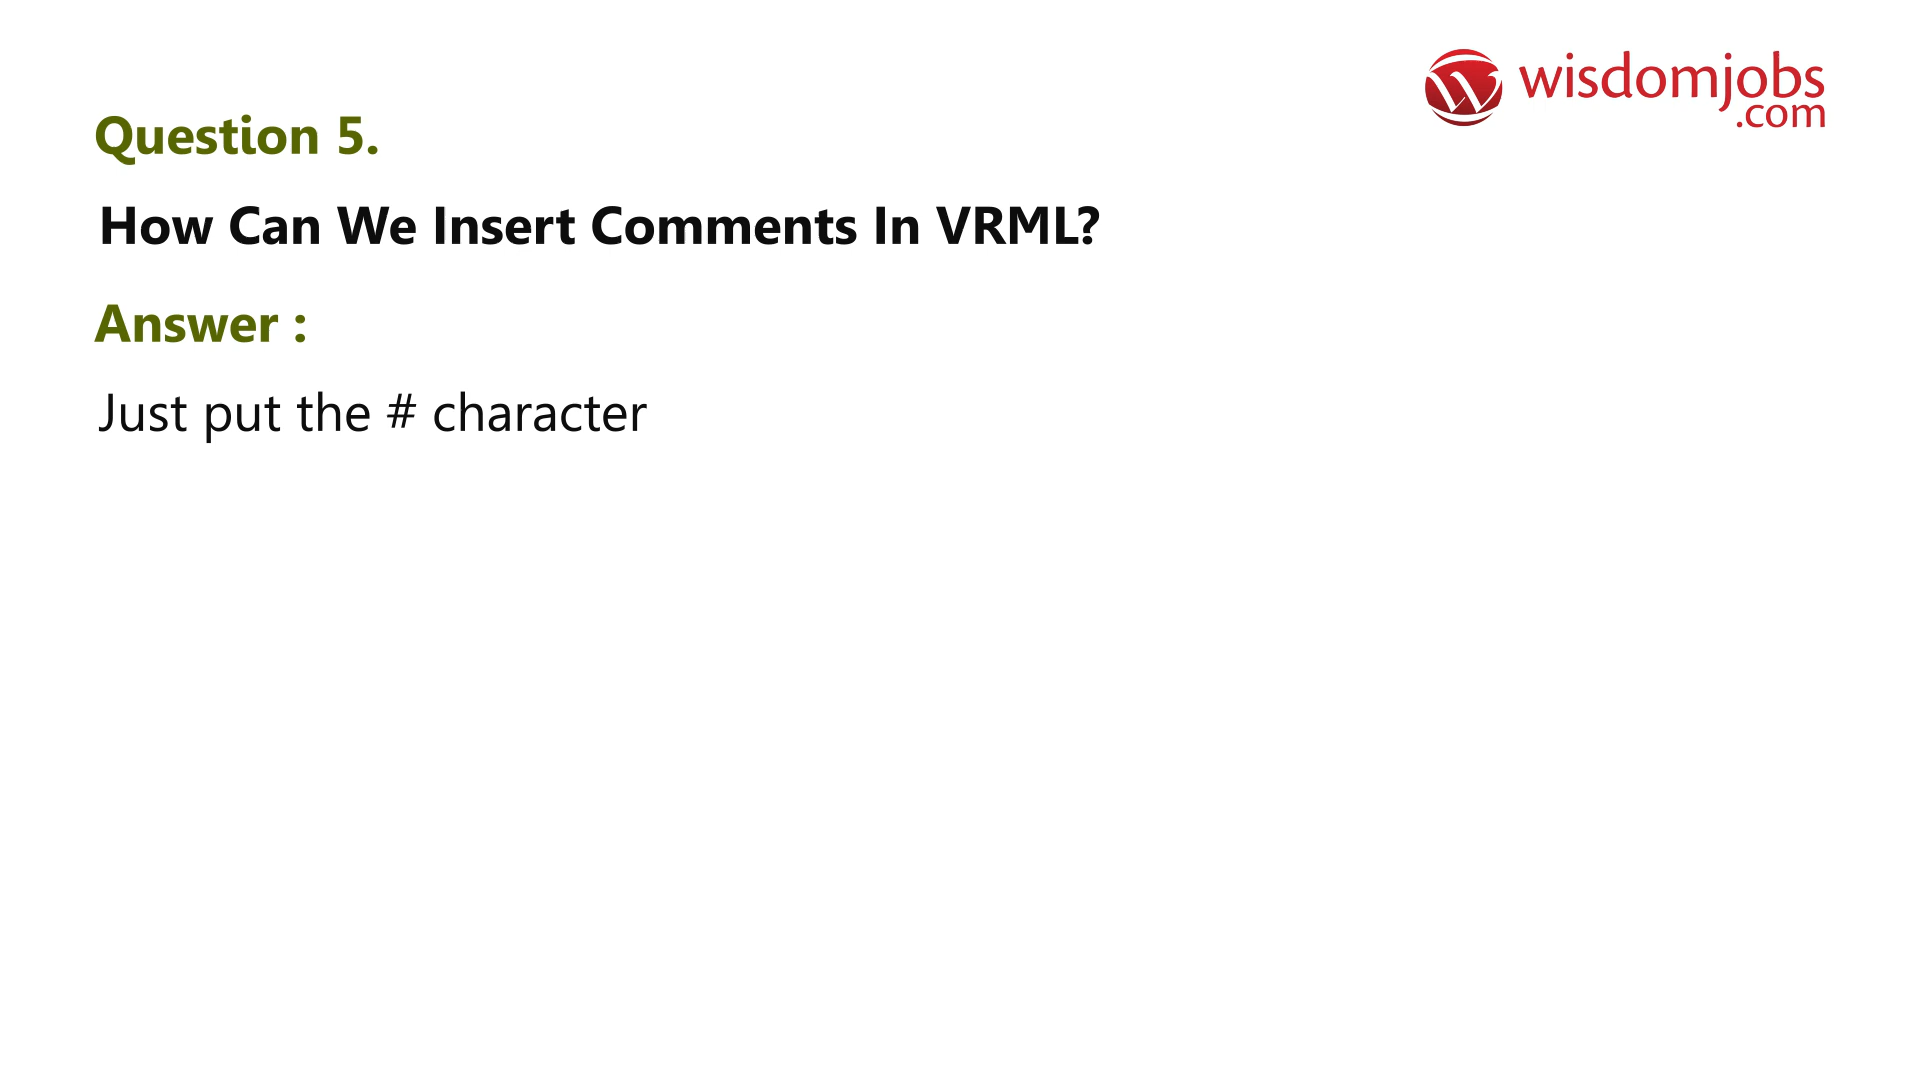 wisdomjobs
.com
Question 5.
How Can We Insert Comments In VRML?
Answer :
Just put the # character